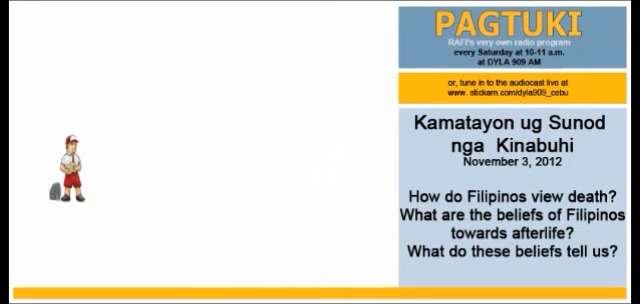 PAGTUKI
RAFI's very own radio program
every Saturday at 10-11 a.m.
at DYLA 909 AM
or, tune in to the audiocast live at
www. stickam.com/dyla909_cebu
Kamatayon ug Sunod
nga Kinabuhi
November 3, 2012
How do Filipinos view death?
What are the beliefs of Filipinos
towards afterlife?
What do these beliefs tell us?